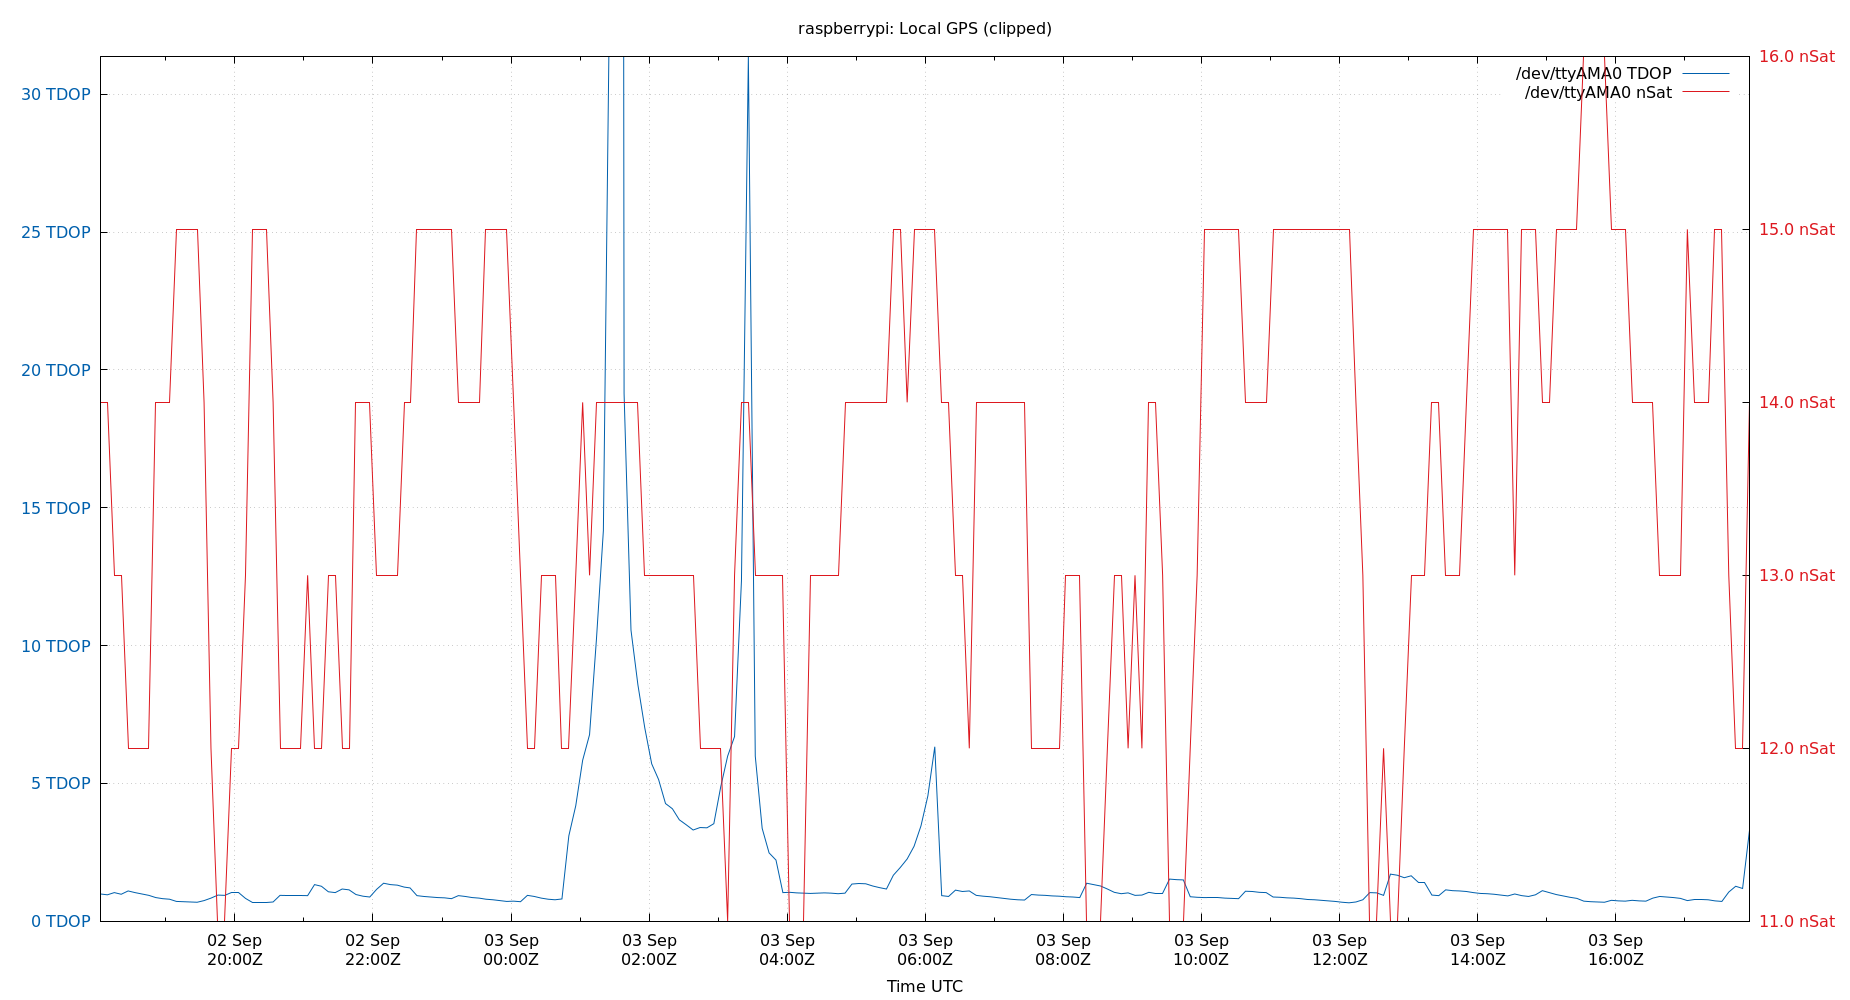 raspberrypi: Local GPS (clipped)
/dev/ttyAMA0 TDOP
/dev/ttyAMA0 nSat
30 TDOP
25 TDOP
20 TDOP
15 TDOP
10 TDOP
5 TDOP
0 TDOP
16.0 nSat
15.0 nSat
14.0 nSat
13.0 nSat
12.0 nSat
11.0 nSat
02 Sep
20:00Z
02 Sep
22:00Z
03 Sep
00:00Z
03 Sep
02:00Z
03 Sep
04:00Z
03 Sep
06:00Z
03 Sep
08:00Z
03 Sep
10:00Z
03 Sep
12:00Z
03 Sep
14:00Z
03 Sep
16:00Z
Time UTC